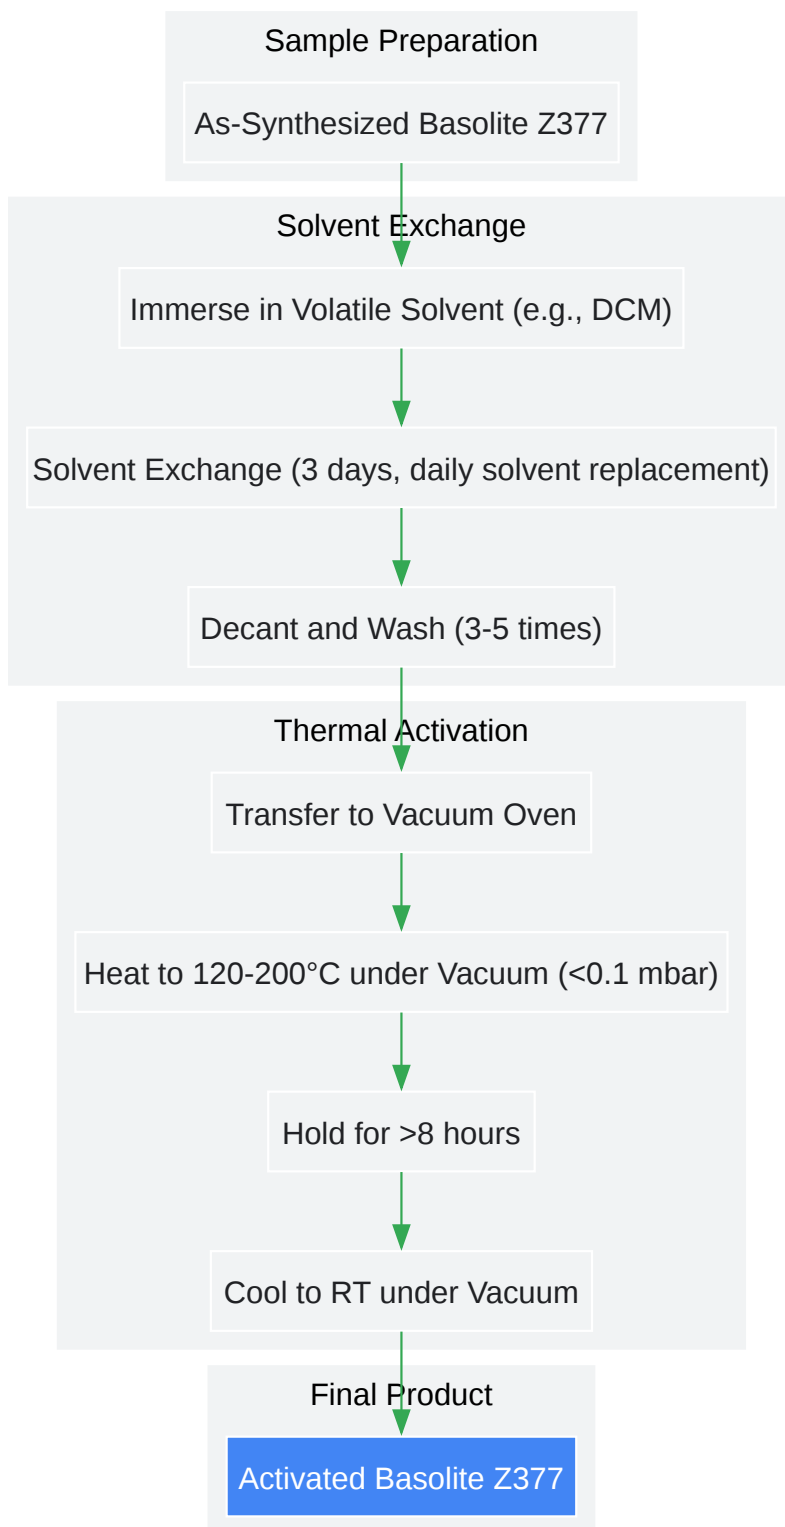 Sample Preparation
As-Synthesized Basolite Z377
Solvent Exchange
Immerse in Volatile Solvent (e.g., DCM)
Solvent Exchange (3 days, daily solvent replacement)
Decant and Wash (3-5 times)
Thermal Activation
Transfer to Vacuum Oven
Heat to 120-200°C under Vacuum (<0.1 mbar)
Hold for >8 hours
Cool to RT under Vacuum
Final Product
Activated Basolite Z377